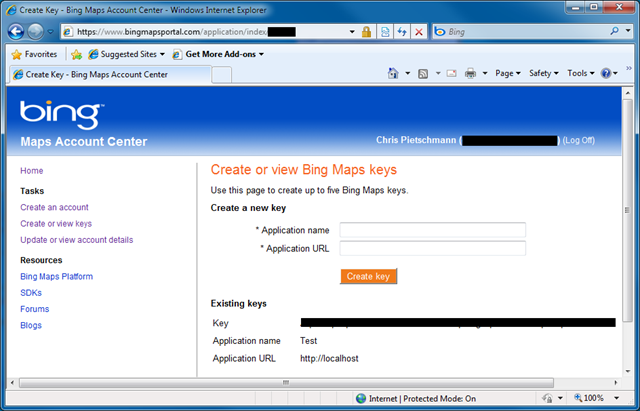 Create Key - Bing Maps Account Center - Windows Internet Explorer
https://www.bingmapsportal.com/application/index/
Bing
Favorites Suggested Sites Get More Add-ons
Create Key - Bing Maps Account Center
Page Safety Tools
bing™
Maps Account Center
Chris Pietschmann ( ) (Log Off)
Home
Tasks
Create an account
Create or view keys
Update or view account details
Resources
Bing Maps Platform
SDKs
Forums
Blogs
Create or view Bing Maps keys
Use this page to create up to five Bing Maps keys.
Create a new key
* Application name
* Application URL
Create key
Existing keys
Key
Application name Test
Application URL http://localhost
Internet | Protected Mode: On
100%